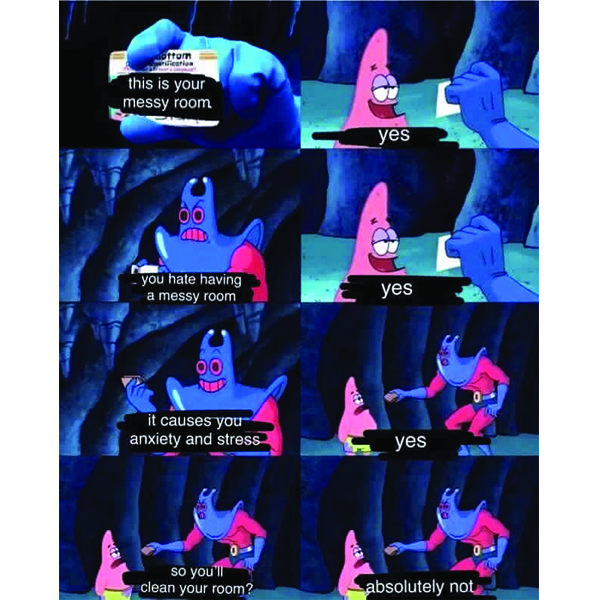 this is your
messy room
yes
you hate having
a messy room
yes
it causes you
anxiety and stress
yes
so you'll
clean your room?
absolutely not